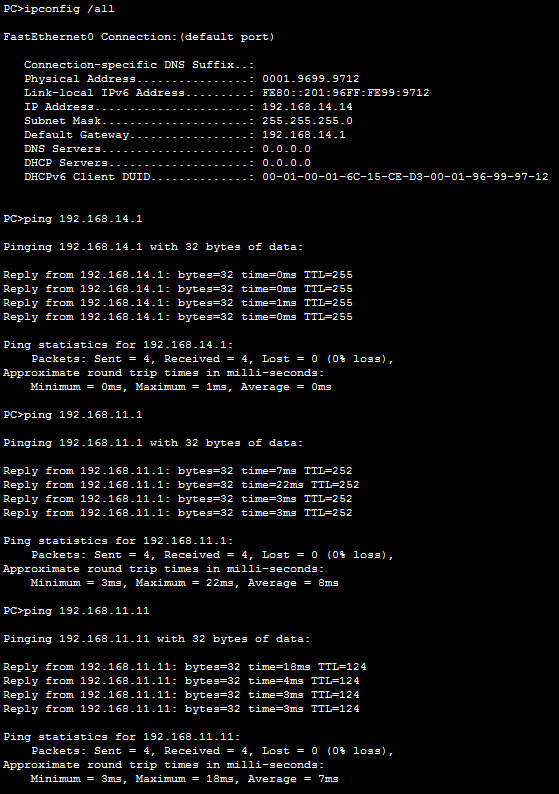 PC>ipconfig /all
FastEthernet0 Connection:(default port)
Connection-specific DNS Suffix..:
Physical Address................: 0001.9699.9712
Link-local IPv6 Address.........: FE80::201:96FF:FE99:9712
IP Address......................: 192.168.14.14
Subnet Mask.....................: 255.255.255.0
Default Gateway.................: 192.168.14.1
DNS Servers.....................: 0.0.0.0
DHCP Servers....................: 0.0.0.0
DHCPv6 Client DUID..............: 00-01-00-01-6C-15-CE-D3-00-01-96-99-97-12
PC>ping 192.168.14.1
Pinging 192.168.14.1 with 32 bytes of data:
Reply from 192.168.14.1: bytes=32 time=0ms TTL=255
Reply from 192.168.14.1: bytes=32 time=0ms TTL=255
Reply from 192.168.14.1: bytes=32 time=1ms TTL=255
Reply from 192.168.14.1: bytes=32 time=0ms TTL=255
Ping statistics for 192.168.14.1:
Packets: Sent = 4, Received = 4, Lost = 0 (0% loss),
Approximate round trip times in milli-seconds:
Minimum = 0ms, Maximum = 1ms, Average = 0ms
PC>ping 192.168.11.1
Pinging 192.168.11.1 with 32 bytes of data:
Reply from 192.168.11.1: bytes=32 time=7ms TTL=252
Reply from 192.168.11.1: bytes=32 time=22ms TTL=252
Reply from 192.168.11.1: bytes=32 time=3ms TTL=252
Reply from 192.168.11.1: bytes=32 time=3ms TTL=252
Ping statistics for 192.168.11.1:
Packets: Sent = 4, Received = 4, Lost = 0 (0% loss),
Approximate round trip times in milli-seconds:
Minimum = 3ms, Maximum = 22ms, Average = 8ms
PC>ping 192.168.11.11
Pinging 192.168.11.11 with 32 bytes of data:
Reply from 192.168.11.11: bytes=32 time=18ms TTL=124
Reply from 192.168.11.11: bytes=32 time=4ms TTL=124
Reply from 192.168.11.11: bytes=32 time=3ms TTL=124
Reply from 192.168.11.11: bytes=32 time=3ms TTL=124
Ping statistics for 192.168.11.11:
Packets: Sent = 4, Received = 4, Lost = 0 (0% loss),
Approximate round trip times in milli-seconds:
Minimum = 3ms, Maximum = 18ms, Average = 7ms